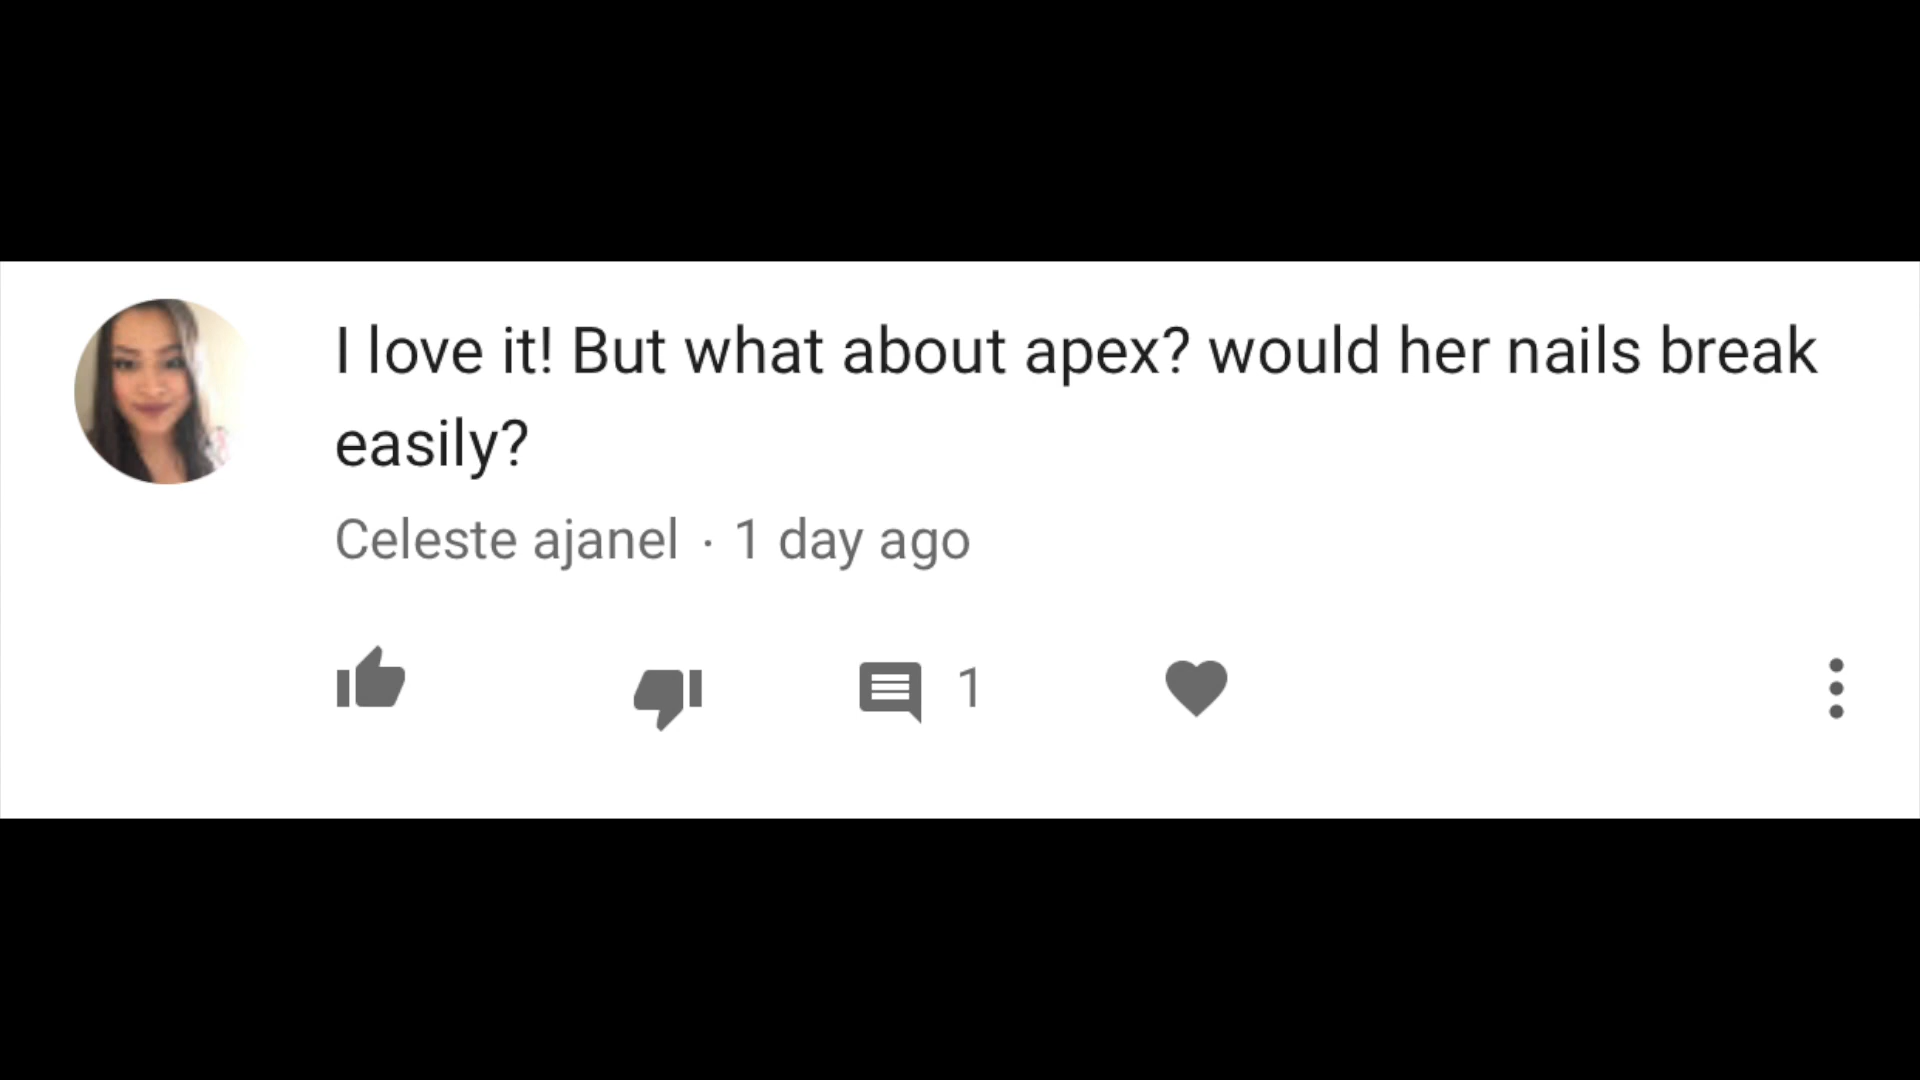 I love it! But what about apex? would her nails break
easily?
Celeste ajanel · 1 day ago
1